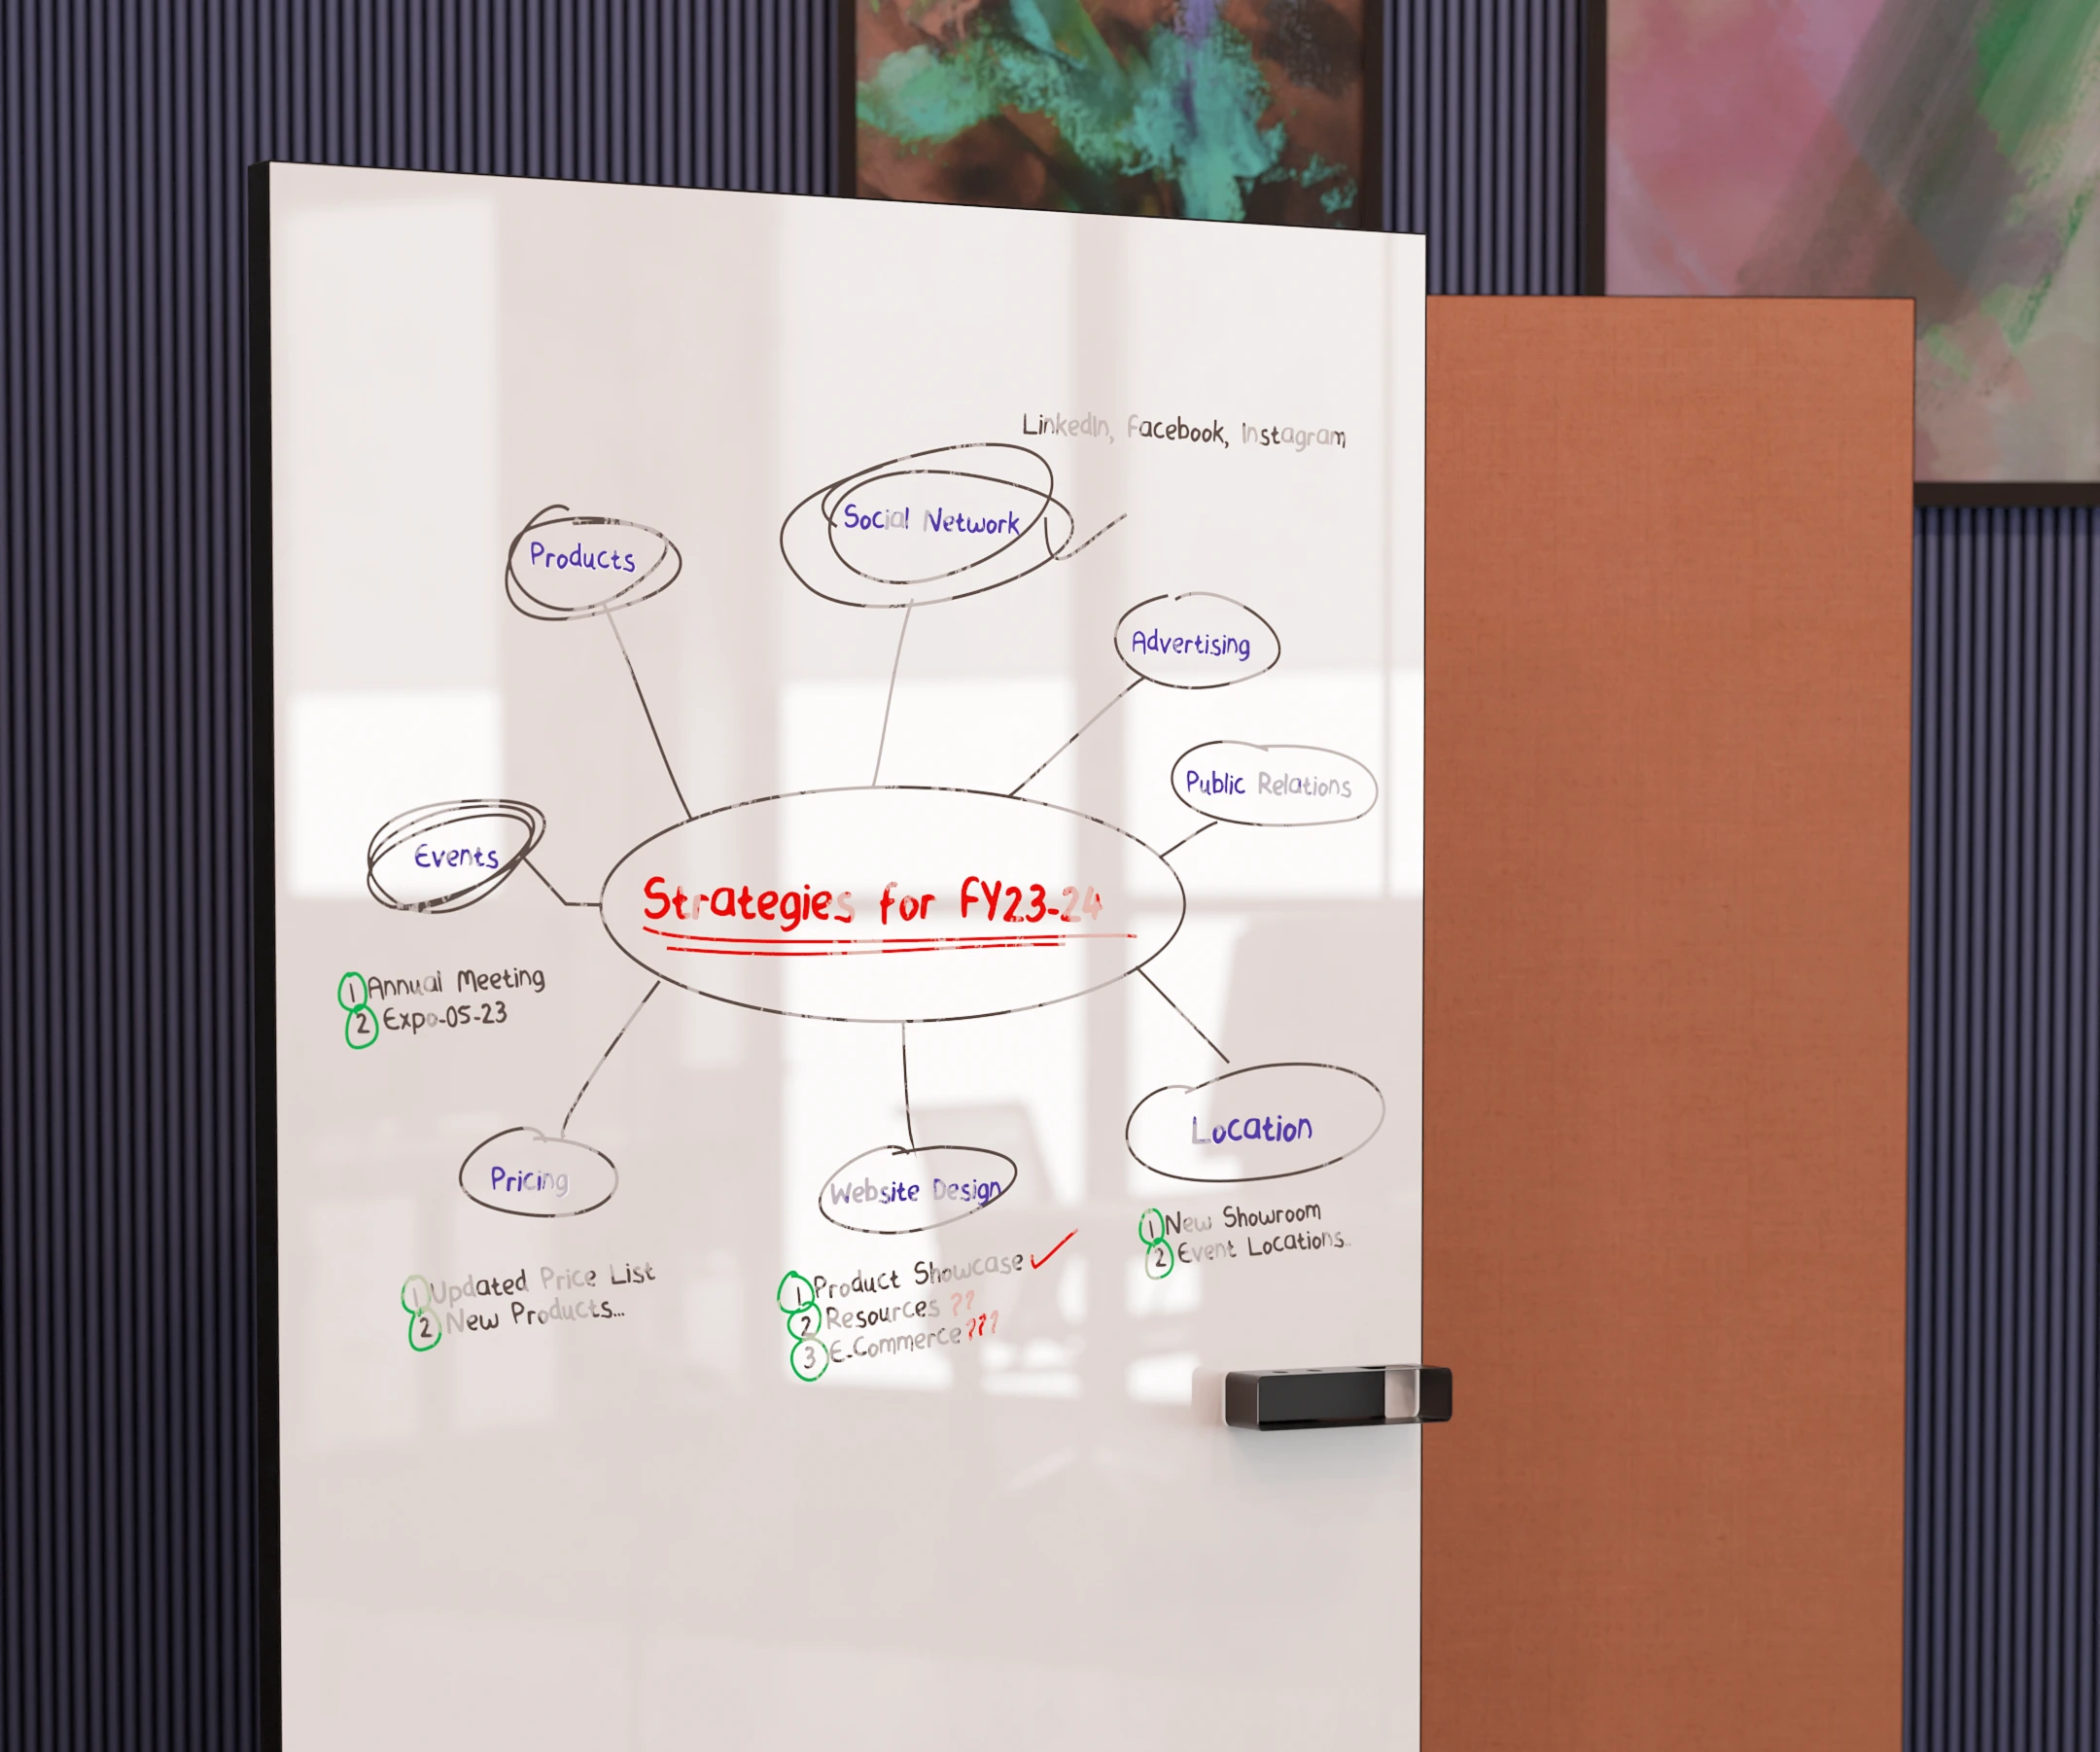 LinkedIn, Facebook, Instagram
Products
Social Network
Advertising
Public Relations
Events
Strategies for FY23-24
1 Annual Meeting
2 Expo-05-23
Pricing
1 Updated Price List
2 New Products...
Website Design
1 Product Showcase ✓
2 Resources ??
3 E-Commerce???
Location
1 New Showroom
2 Event Locations..